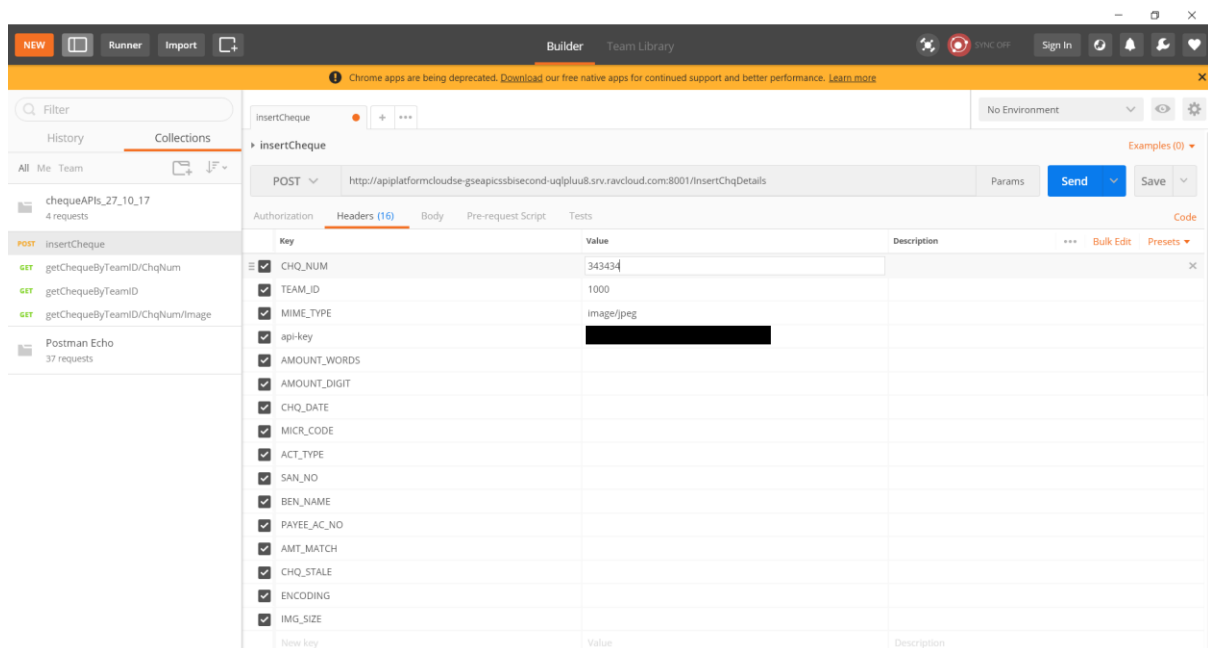 NEW Runner Import Builder Team Library SYNC OFF Sign In
Chrome apps are being deprecated. Download our free native apps for continued support and better performance. Learn more
Filter
History Collections
All Me Team
chequeAPIs_27_10_17
4 requests
POST insertCheque
GET getChequeByTeamID/ChqNum
GET getChequeByTeamID
GET getChequeByTeamID/ChqNum/Image
Postman Echo
37 requests
insertCheque
No Environment
insertCheque
Examples (0)
POST http://apiplatformcloudse-gseapicssbisecond-uqlpluu8.srv.ravcloud.com:8001/InsertChqDetails Params Send Save
Authorization Headers (16) Body Pre-request Script Tests Code
Key Value Description Bulk Edit Presets
CHQ_NUM 343434
TEAM_ID 1000
MIME_TYPE image/jpeg
api-key
AMOUNT_WORDS
AMOUNT_DIGIT
CHQ_DATE
MICR_CODE
ACT_TYPE
SAN_NO
BEN_NAME
PAYEE_AC_NO
AMT_MATCH
CHQ_STALE
ENCODING
IMG_SIZE
New key Value Description